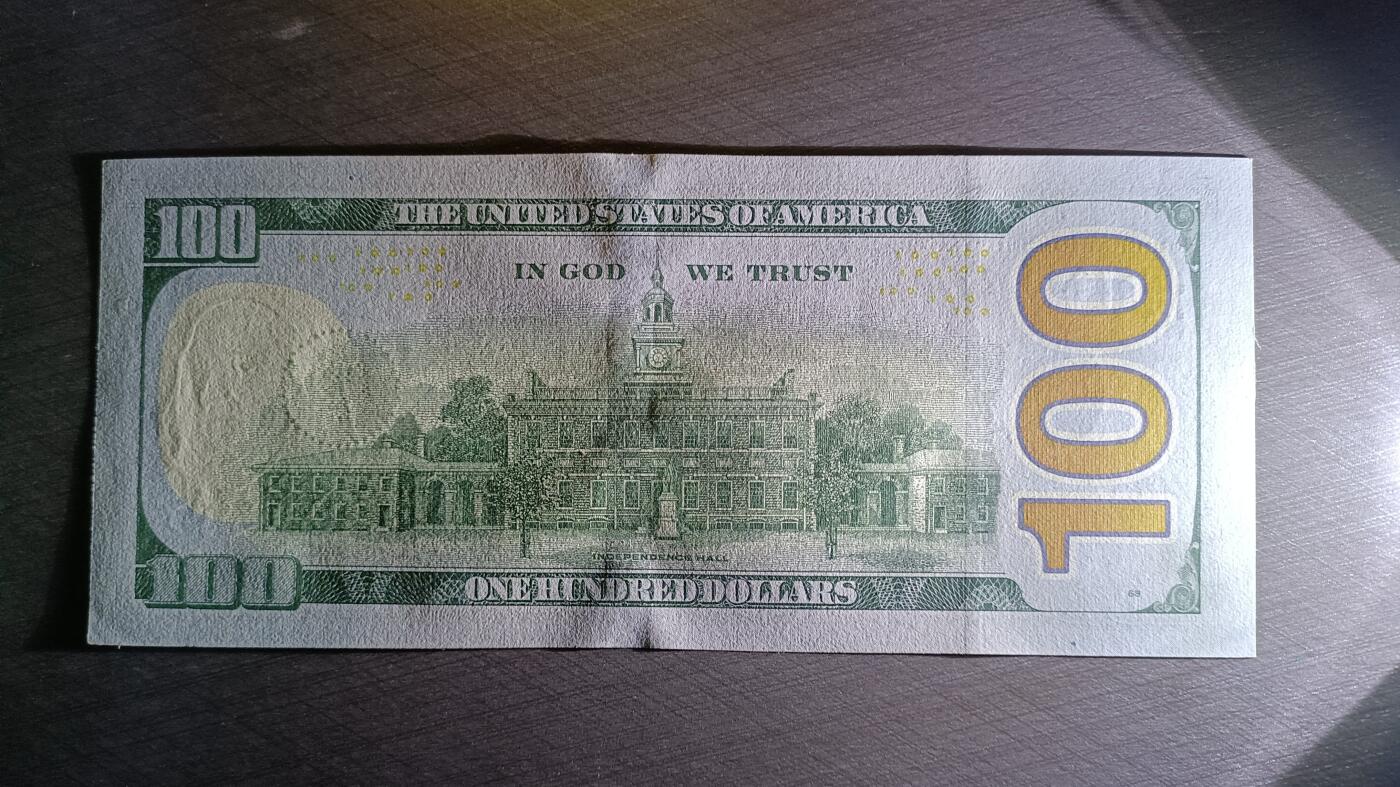 100
THE UNITED STATES OF AMERICA
IN GOD WE TRUST
100
INDEPENDENCE HALL
100
ONE HUNDRED DOLLARS